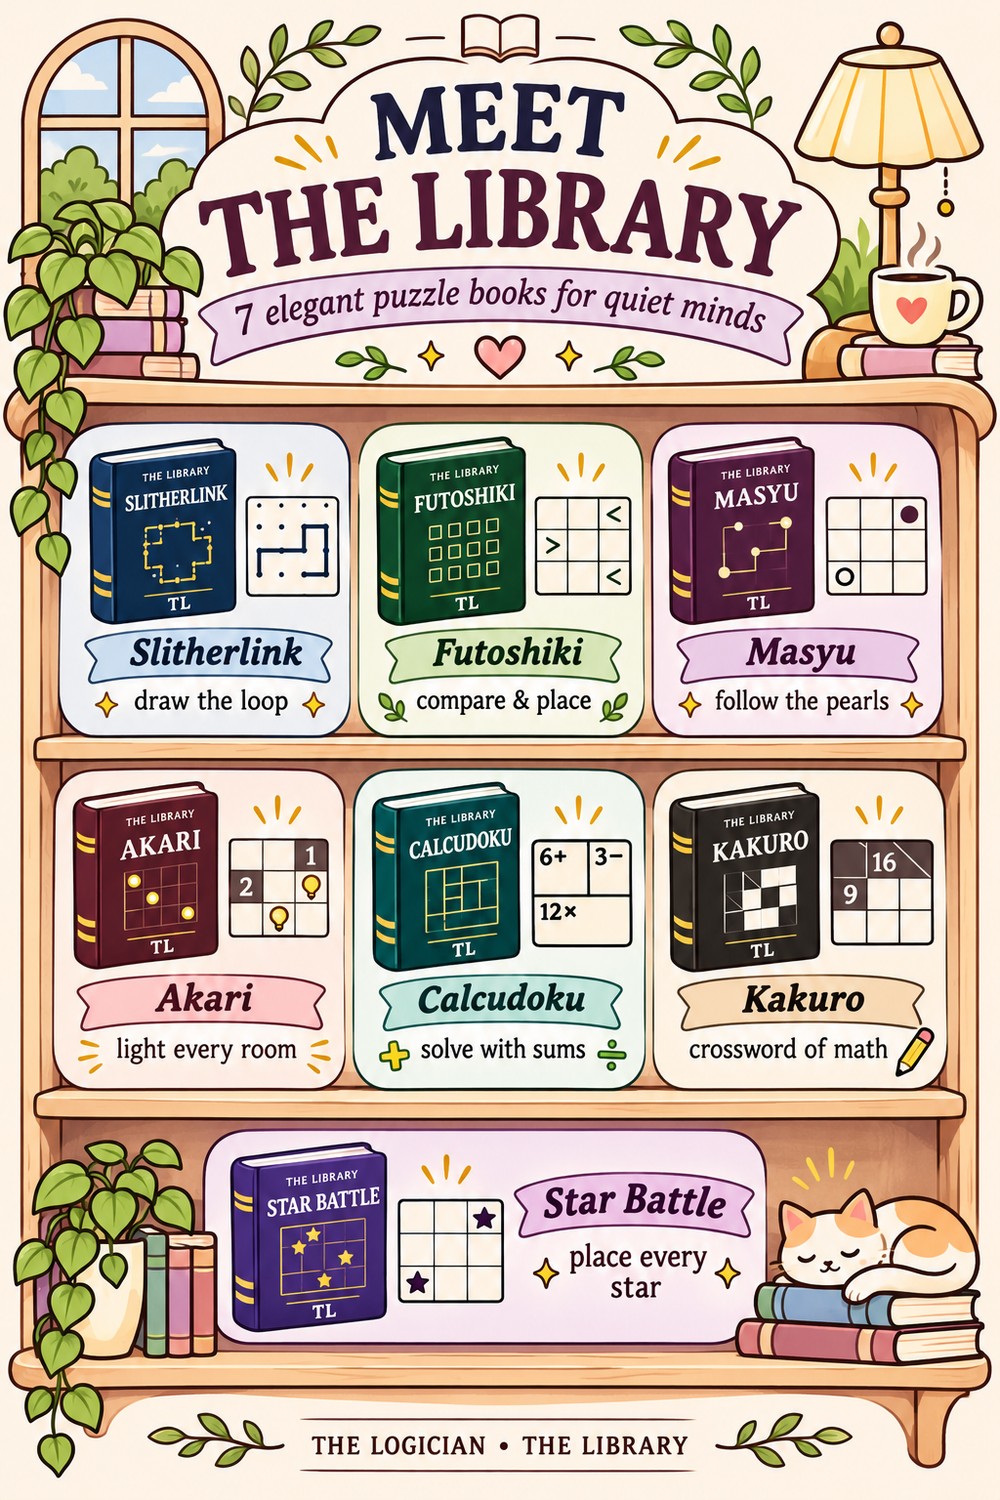 MEET
THE LIBRARY
7 elegant puzzle books for quiet minds
THE LIBRARY
SLITHERLINK
TL
Slitherlink
draw the loop
THE LIBRARY
FUTOSHIKI
TL
<
>
<
Futoshiki
compare & place
THE LIBRARY
MASYU
TL
Masyu
follow the pearls
THE LIBRARY
AKARI
TL
1
2
Akari
light every room
THE LIBRARY
CALCUDOKU
TL
6+ 3−
12×
Calcudoku
solve with sums
THE LIBRARY
KAKURO
TL
16
9
Kakuro
crossword of math
THE LIBRARY
STAR BATTLE
TL
Star Battle
place every
star
THE LOGICIAN • THE LIBRARY